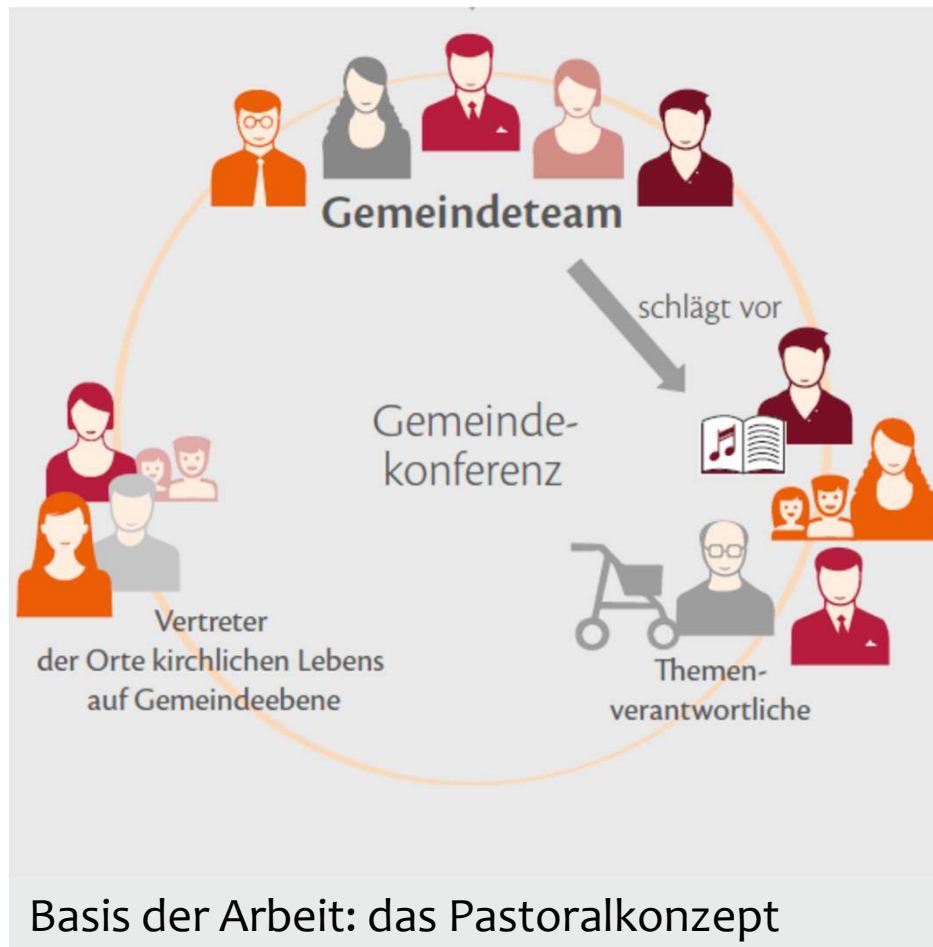 Gemeindeteam
schlägt vor
Gemeinde-
konferenz
Vertreter
der Orte kirchlichen Lebens
auf Gemeindeebene
Themen-
verantwortliche
Basis der Arbeit: das Pastoralkonzept